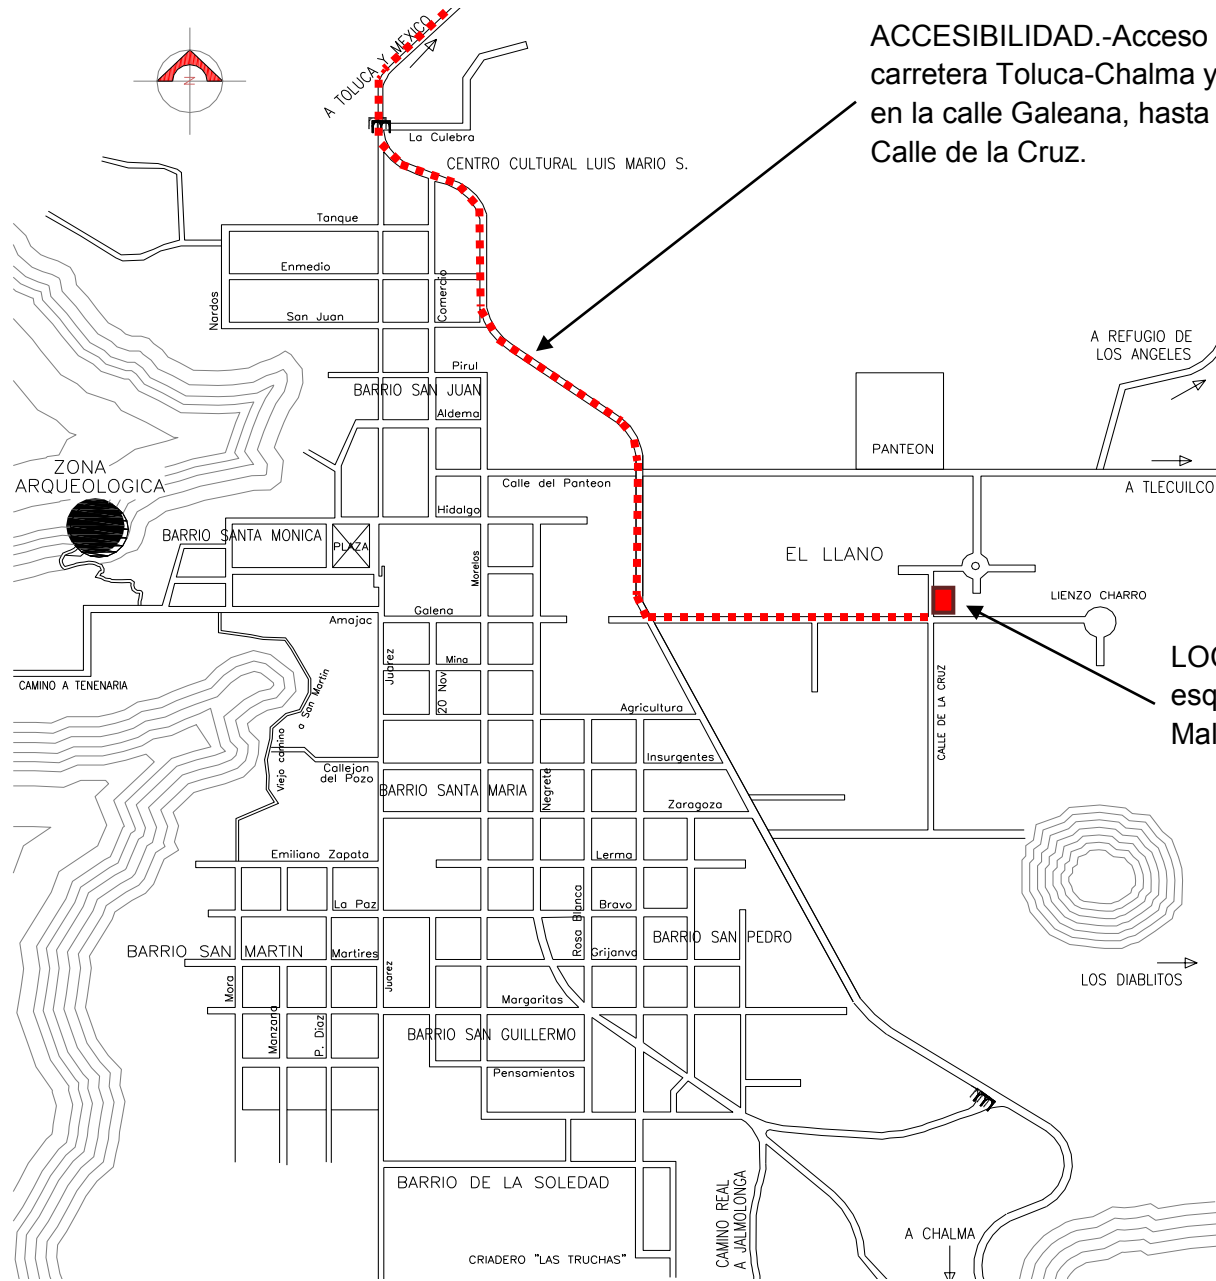 ACCESIBILIDAD.-Acceso
carretera Toluca-Chalma y
en la calle Galeana, hasta
Calle de la Cruz.
A TOLUCA Y MEXICO
N
La Culebra
CENTRO CULTURAL LUIS MARIO S.
Tanque
Enmedio
Comercio
Nardos
San Juan
A REFUGIO DE
LOS ANGELES
Pirul
BARRIO SAN JUAN
Aldema
PANTEON
ZONA
ARQUEOLOGICA
Calle del Panteon
A TLECUILCO
Hidalgo
BARRIO SANTA MONICA
PLAZA
EL LLANO
Morelos
LIENZO CHARRO
Galena
Amajac
Juarez
Mina
20 Nov
CAMINO A TENENARIA
a San Martin
Viejo camino
CALLE DE LA CRUZ
LOC
esq
Mal
Agricultura
Insurgentes
Callejon
del Pozo
BARRIO SANTA MARIA
Negrete
Zaragoza
Emiliano Zapata
Lerma
La Paz
Rosa Blanca
Bravo
BARRIO SAN MARTIN
Martires
Grijanva
BARRIO SAN PEDRO
Mora
Juarez
LOS DIABLITOS
Margaritas
Manzana
P. Diaz
BARRIO SAN GUILLERMO
Pensamientos
BARRIO DE LA SOLEDAD
CAMINO REAL
A JALMOLONGA
A CHALMA
CRIADERO "LAS TRUCHAS"